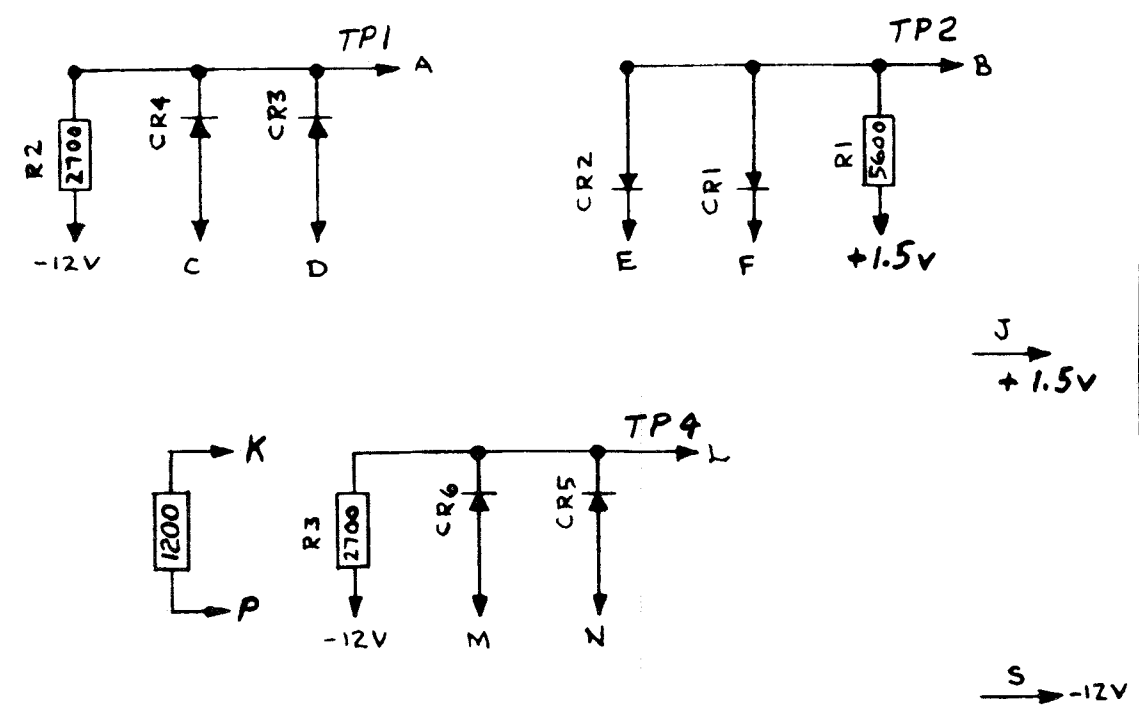 TP1
A
CR4
CR3
R2
2700
-12V
C
D
TP2
B
CR2
CR1
R1
5600
E
F
+1.5v
J
+ 1.5v
K
1200
P
TP4
L
R3
2700
CR6
CR5
-12V
M
N
S
-12V